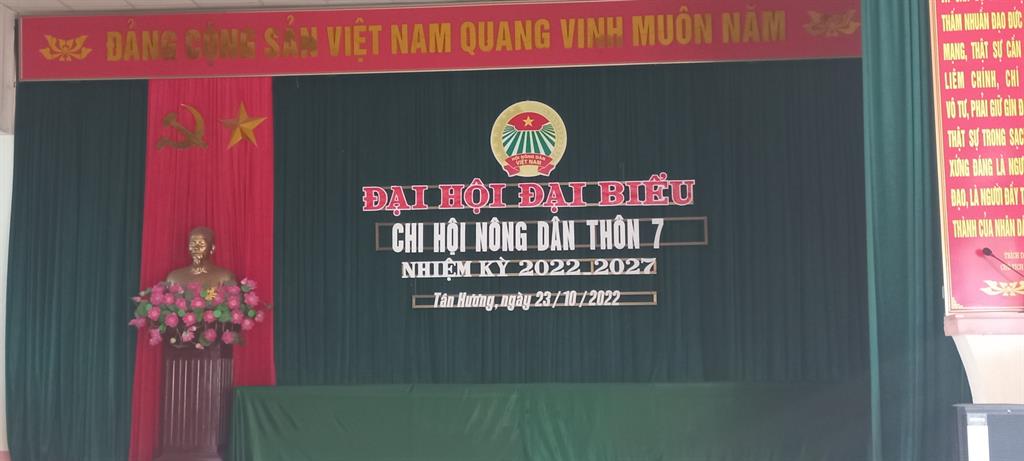 ĐẢNG CỘNG SẢN VIỆT NAM QUANG VINH MUÔN NĂM
HỘI NÔNG DÂN
VIỆT NAM
ĐẠI HỘI ĐẠI BIỂU
CHI HỘI NÔNG DÂN THÔN 7
NHIỆM KỲ 2022 2027
Tân Hương, ngày 23/10/2022
THẤM NHUẦN ĐẠO ĐỨC
MẠNG, THẬT SỰ CẦN
LIÊM CHÍNH, CHÍ
VÔ TƯ, PHẢI GIỮ GÌN Đ
THẬT SỰ TRONG SẠC
XỨNG ĐÁNG LÀ NGƯ
ĐẠO, LÀ NGƯỜI ĐẦY T
THÀNH CỦA NHÂN DÂ
TRÍCH D
CHỦ TỊCH